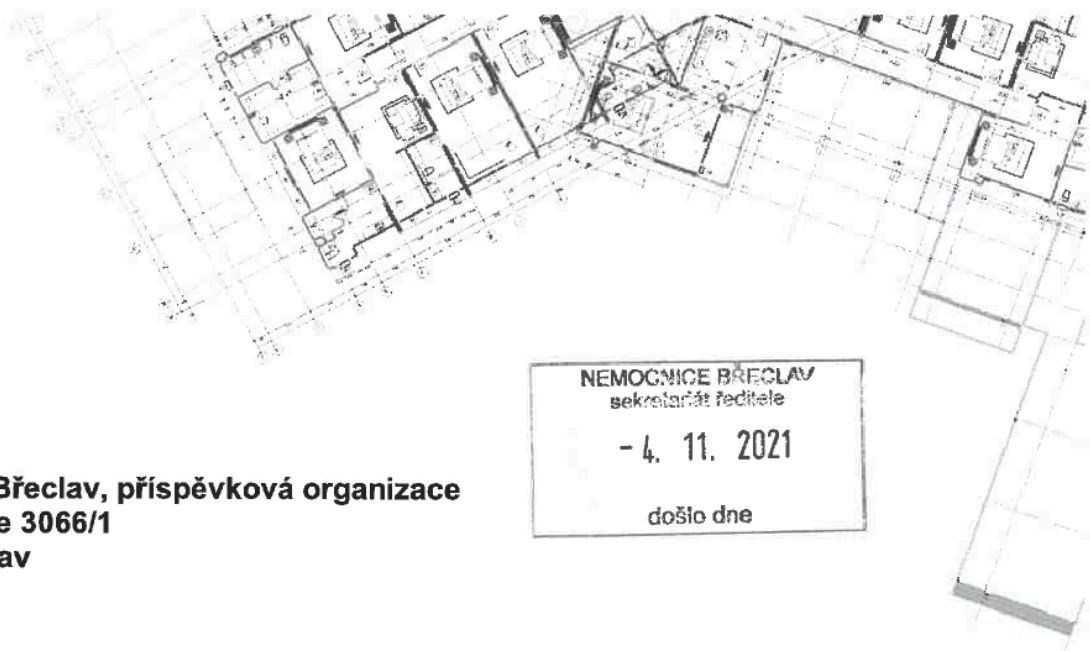 NEMOCNICE BŘECLAV
sekretariát ředitele
- 4. 11. 2021
došlo dne
Břeclav, příspěvková organizace
e 3066/1
av